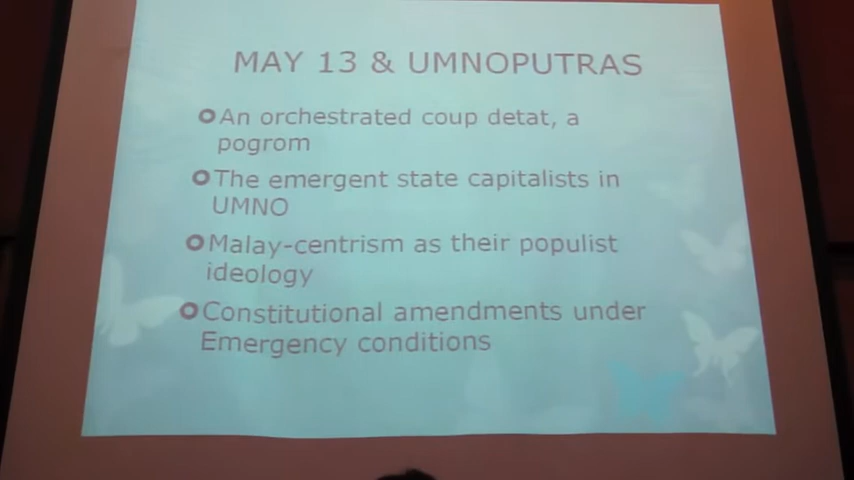 MAY 13 & UMNOPUTRAS
An orchestrated coup detat, a
pogrom
The emergent state capitalists in
UMNO
Malay-centrism as their populist
ideology
Constitutional amendments under
Emergency conditions